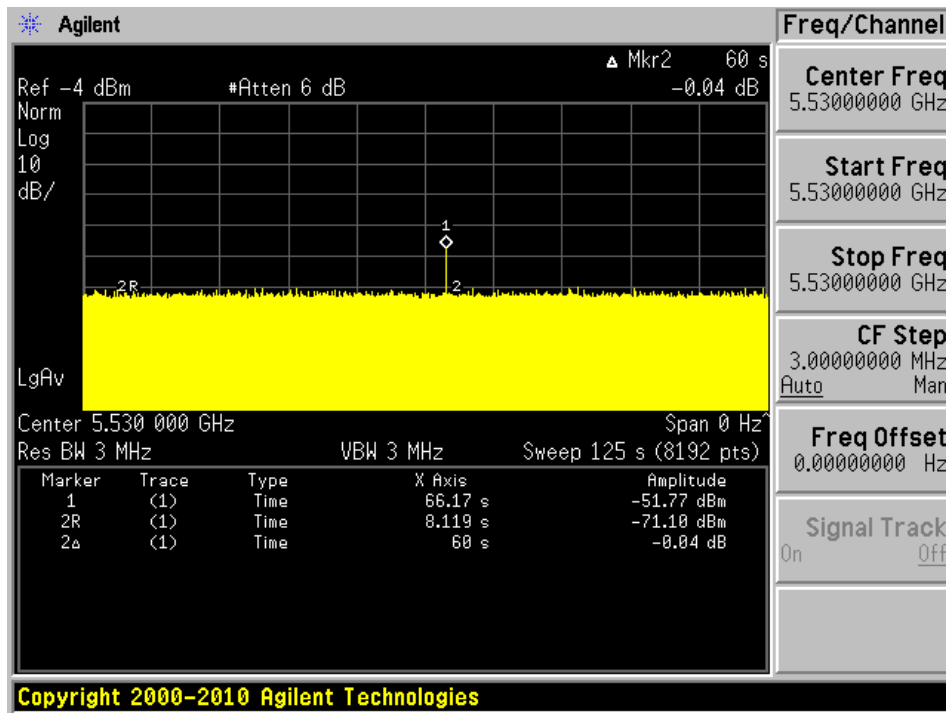 Agilent
Freq/Channel
Δ Mkr2 60 s
Ref -4 dBm #Atten 6 dB -0.04 dB
Norm
Log
10
dB/
1
2R
2
LgAv
Center 5.530 000 GHz Span 0 Hz^
Res BW 3 MHz VBW 3 MHz Sweep 125 s (8192 pts)
Marker Trace Type X Axis Amplitude
1 (1) Time 66.17 s -51.77 dBm
2R (1) Time 8.119 s -71.10 dBm
2Δ (1) Time 60 s -0.04 dB
Center Freq
5.53000000 GHz
Start Freq
5.53000000 GHz
Stop Freq
5.53000000 GHz
CF Step
3.00000000 MHz
Auto Man
Freq Offset
0.00000000 Hz
Signal Track
On Off
Copyright 2000-2010 Agilent Technologies